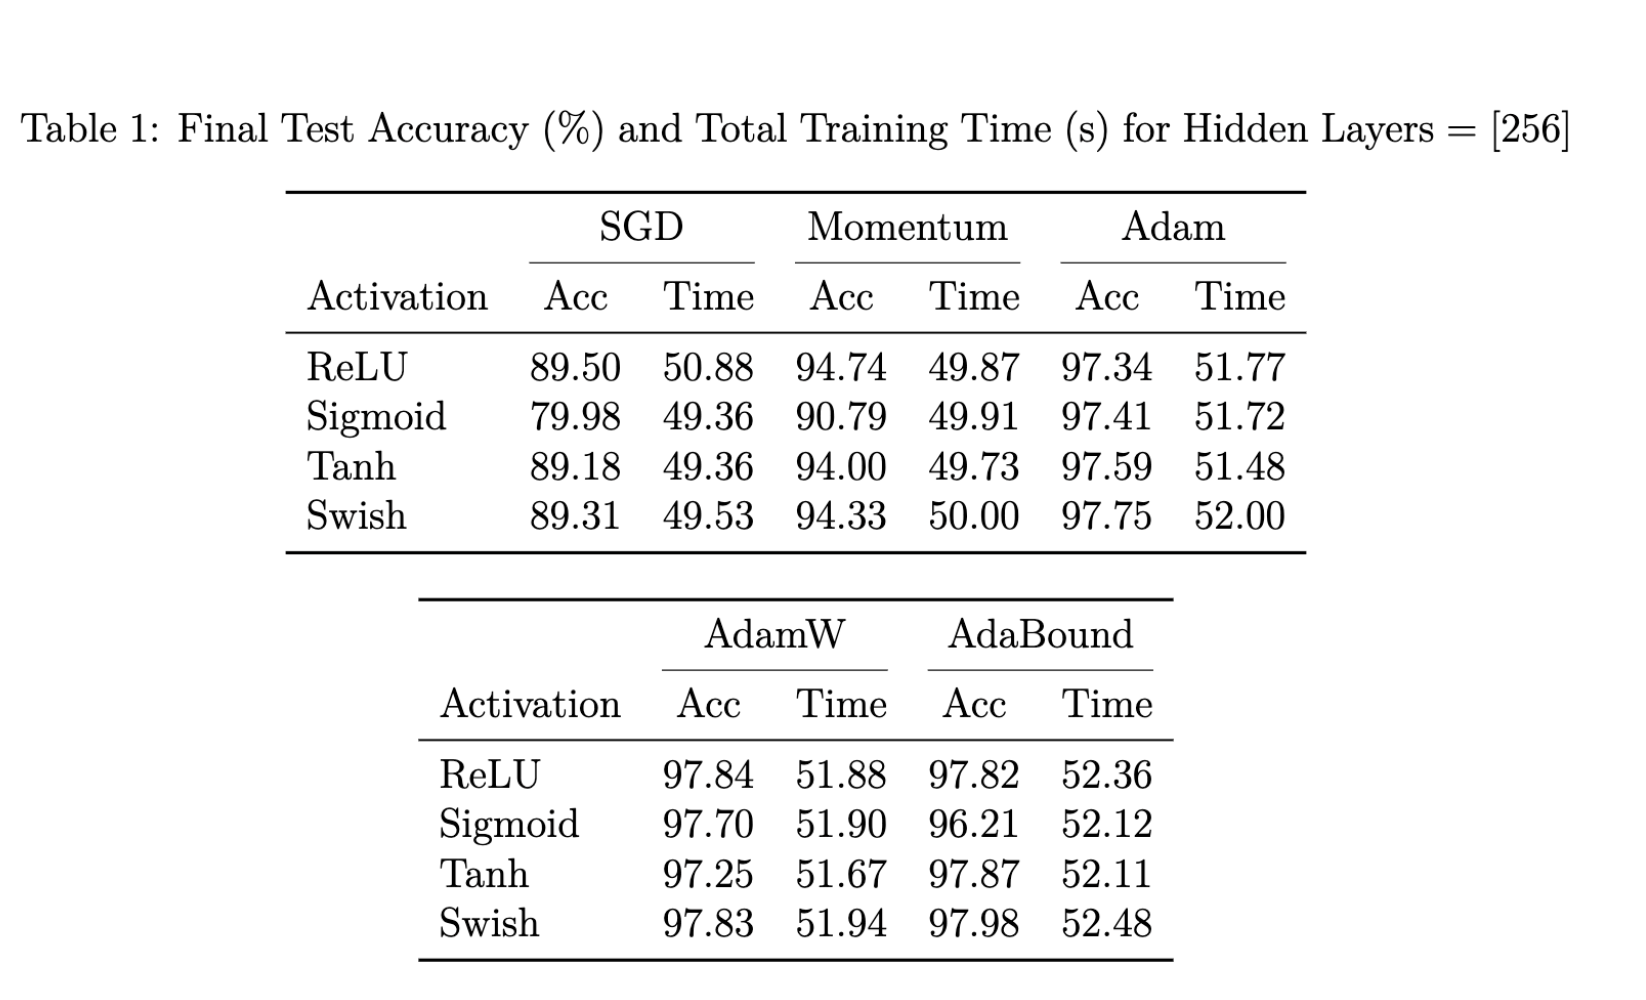 Table 1: Final Test Accuracy (%) and Total Training Time (s) for Hidden Layers = [256]
SGD Momentum Adam
Activation Acc Time Acc Time Acc Time
ReLU 89.50 50.88 94.74 49.87 97.34 51.77
Sigmoid 79.98 49.36 90.79 49.91 97.41 51.72
Tanh 89.18 49.36 94.00 49.73 97.59 51.48
Swish 89.31 49.53 94.33 50.00 97.75 52.00
AdamW AdaBound
Activation Acc Time Acc Time
ReLU 97.84 51.88 97.82 52.36
Sigmoid 97.70 51.90 96.21 52.12
Tanh 97.25 51.67 97.87 52.11
Swish 97.83 51.94 97.98 52.48